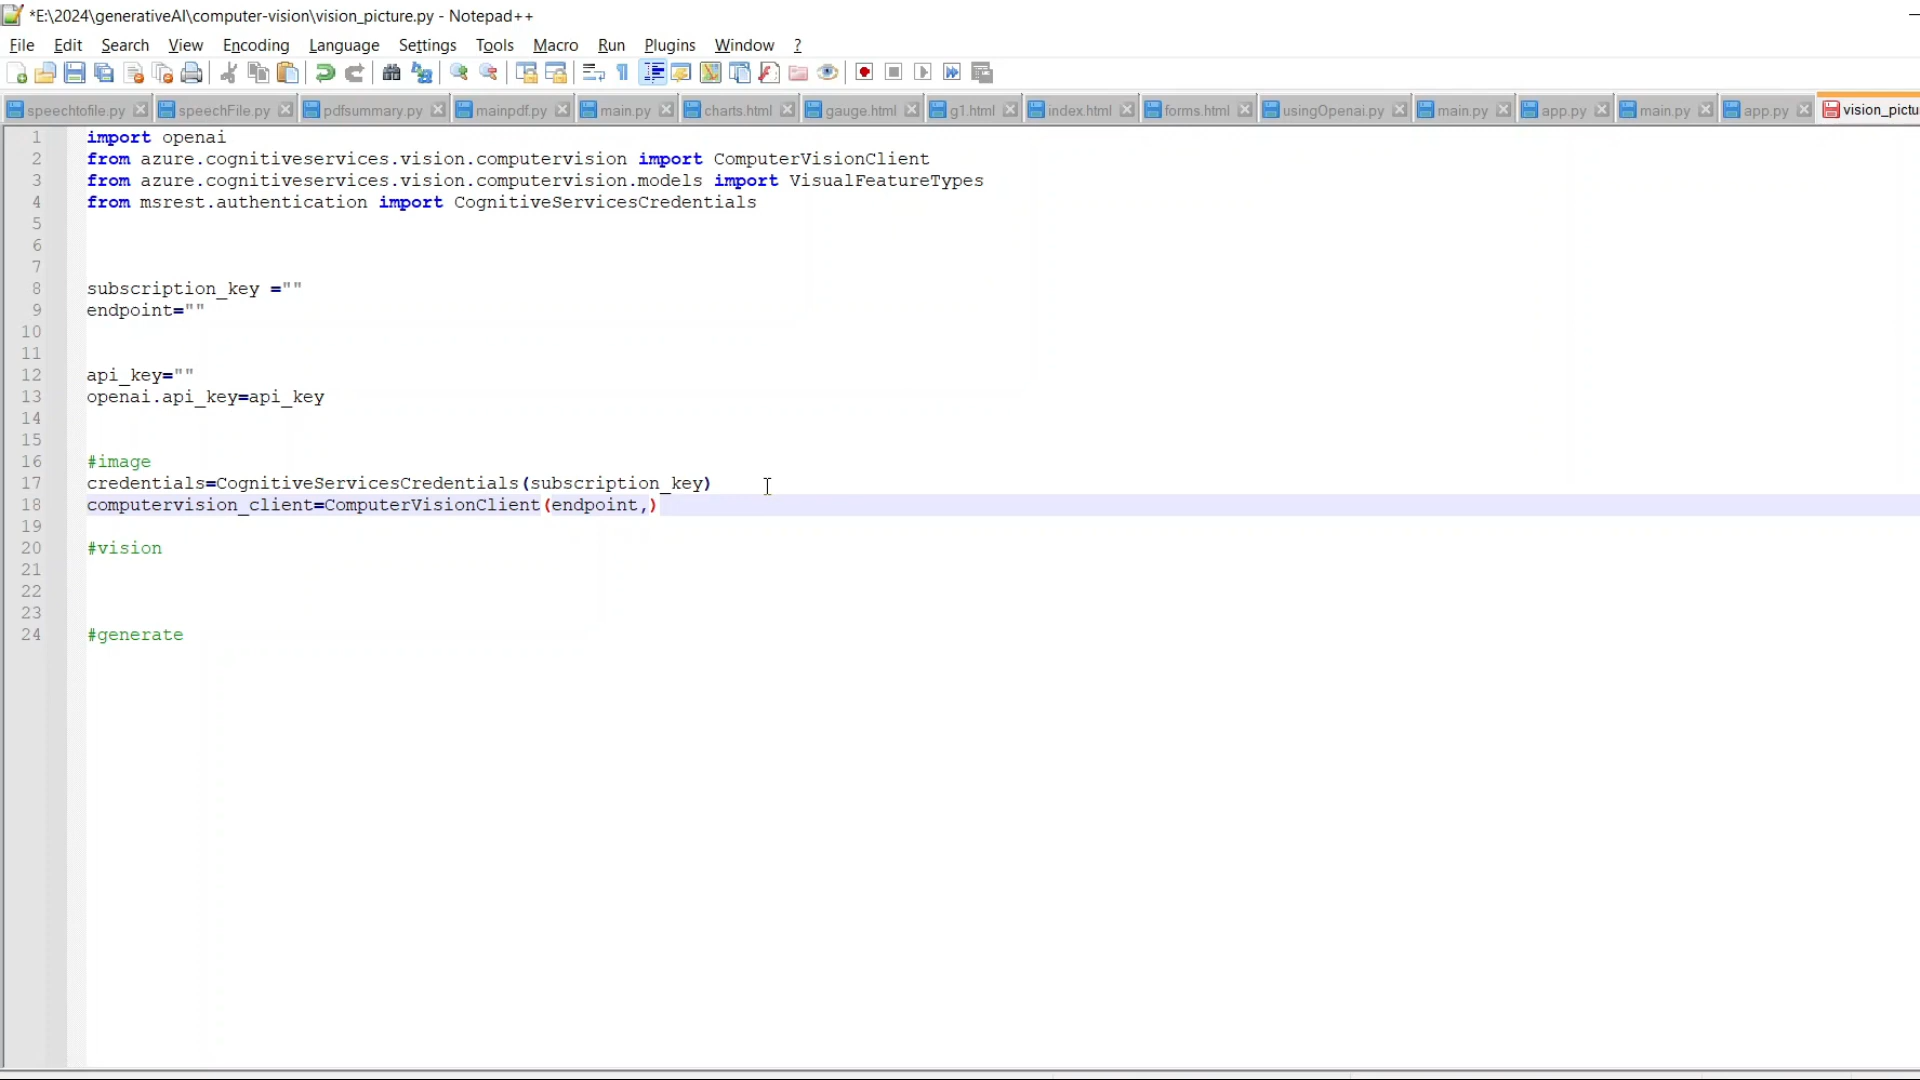 *E:\2024\generativeAI\computer-vision\vision_picture.py - Notepad++
File Edit Search View Encoding Language Settings Tools Macro Run Plugins Window ?
speechtofile.py speechFile.py pdfsummary.py mainpdf.py main.py charts.html gauge.html g1.html index.html forms.html usingOpenai.py main.py app.py main.py app.py vision_pictu
1 import openai
2 from azure.cognitiveservices.vision.computervision import ComputerVisionClient
3 from azure.cognitiveservices.vision.computervision.models import VisualFeatureTypes
4 from msrest.authentication import CognitiveServicesCredentials
5
6
7
8 subscription_key =""
9 endpoint=""
10
11
12 api_key=""
13 openai.api_key=api_key
14
15
16 #image
17 credentials=CognitiveServicesCredentials(subscription_key)
18 computervision_client=ComputerVisionClient(endpoint,)
19
20 #vision
21
22
23
24 #generate